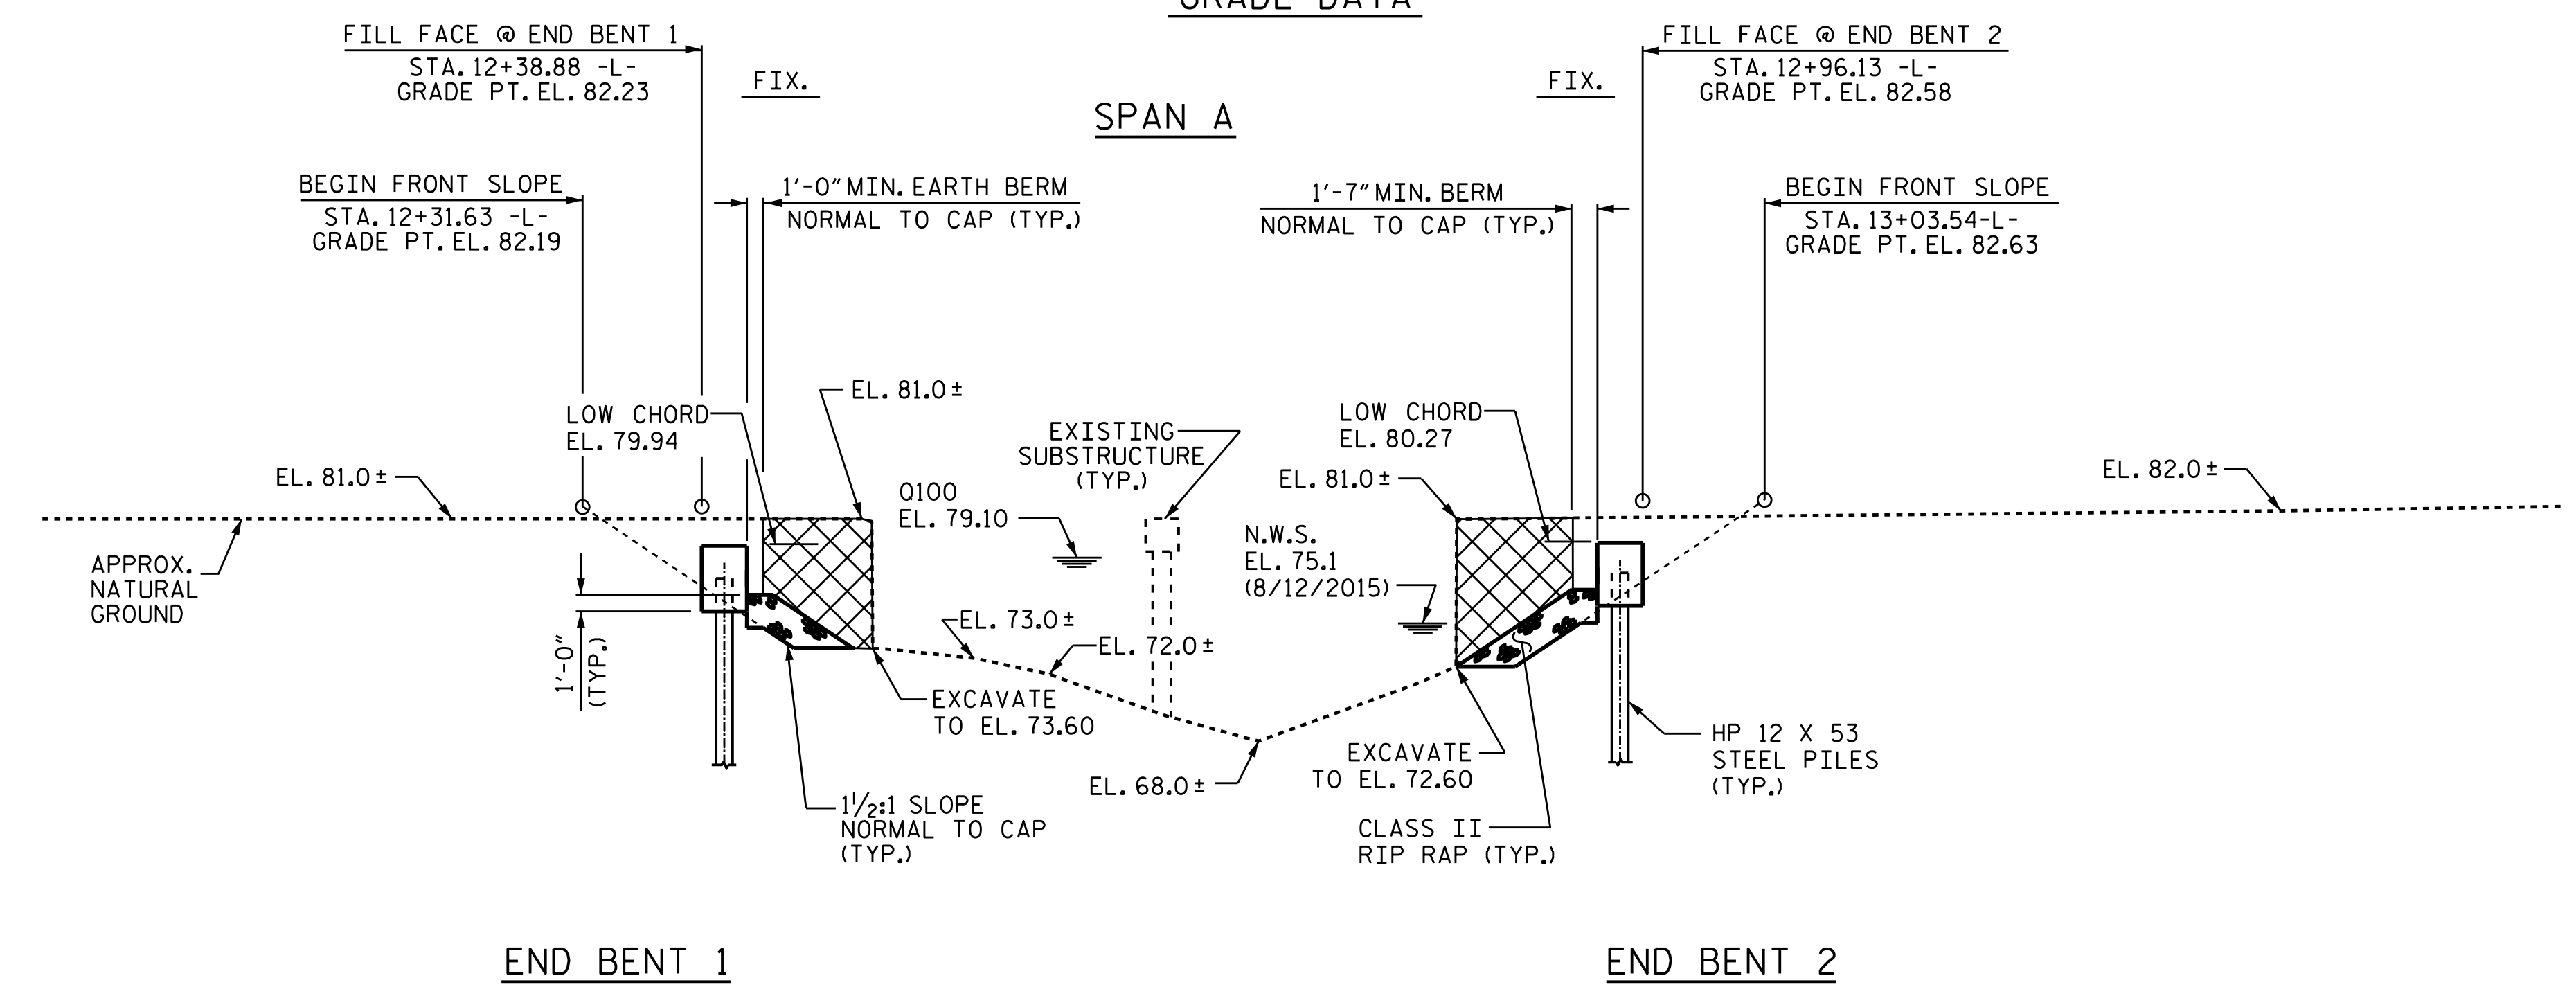 GRADE DATA
FILL FACE @ END BENT 1
STA. 12+38.88 -L-
GRADE PT. EL. 82.23
FIX.
SPAN A
FIX.
FILL FACE @ END BENT 2
STA. 12+96.13 -L-
GRADE PT. EL. 82.58
BEGIN FRONT SLOPE
STA. 12+31.63 -L-
GRADE PT. EL. 82.19
1'-0" MIN. EARTH BERM
NORMAL TO CAP (TYP.)
1'-7" MIN. BERM
NORMAL TO CAP (TYP.)
BEGIN FRONT SLOPE
STA. 13+03.54-L-
GRADE PT. EL. 82.63
LOW CHORD
EL. 79.94
EL. 81.0±
EXISTING
SUBSTRUCTURE
(TYP.)
LOW CHORD
EL. 80.27
EL. 81.0±
Q100
EL. 79.10
EL. 81.0±
EL. 82.0±
N.W.S.
EL. 75.1
(8/12/2015)
APPROX.
NATURAL
GROUND
1'-0"
(TYP.)
EL. 73.0±
EL. 72.0±
EXCAVATE
TO EL. 73.60
EL. 68.0±
EXCAVATE
TO EL. 72.60
HP 12 X 53
STEEL PILES
(TYP.)
1 1/2:1 SLOPE
NORMAL TO CAP
(TYP.)
CLASS II
RIP RAP (TYP.)
END BENT 1
END BENT 2